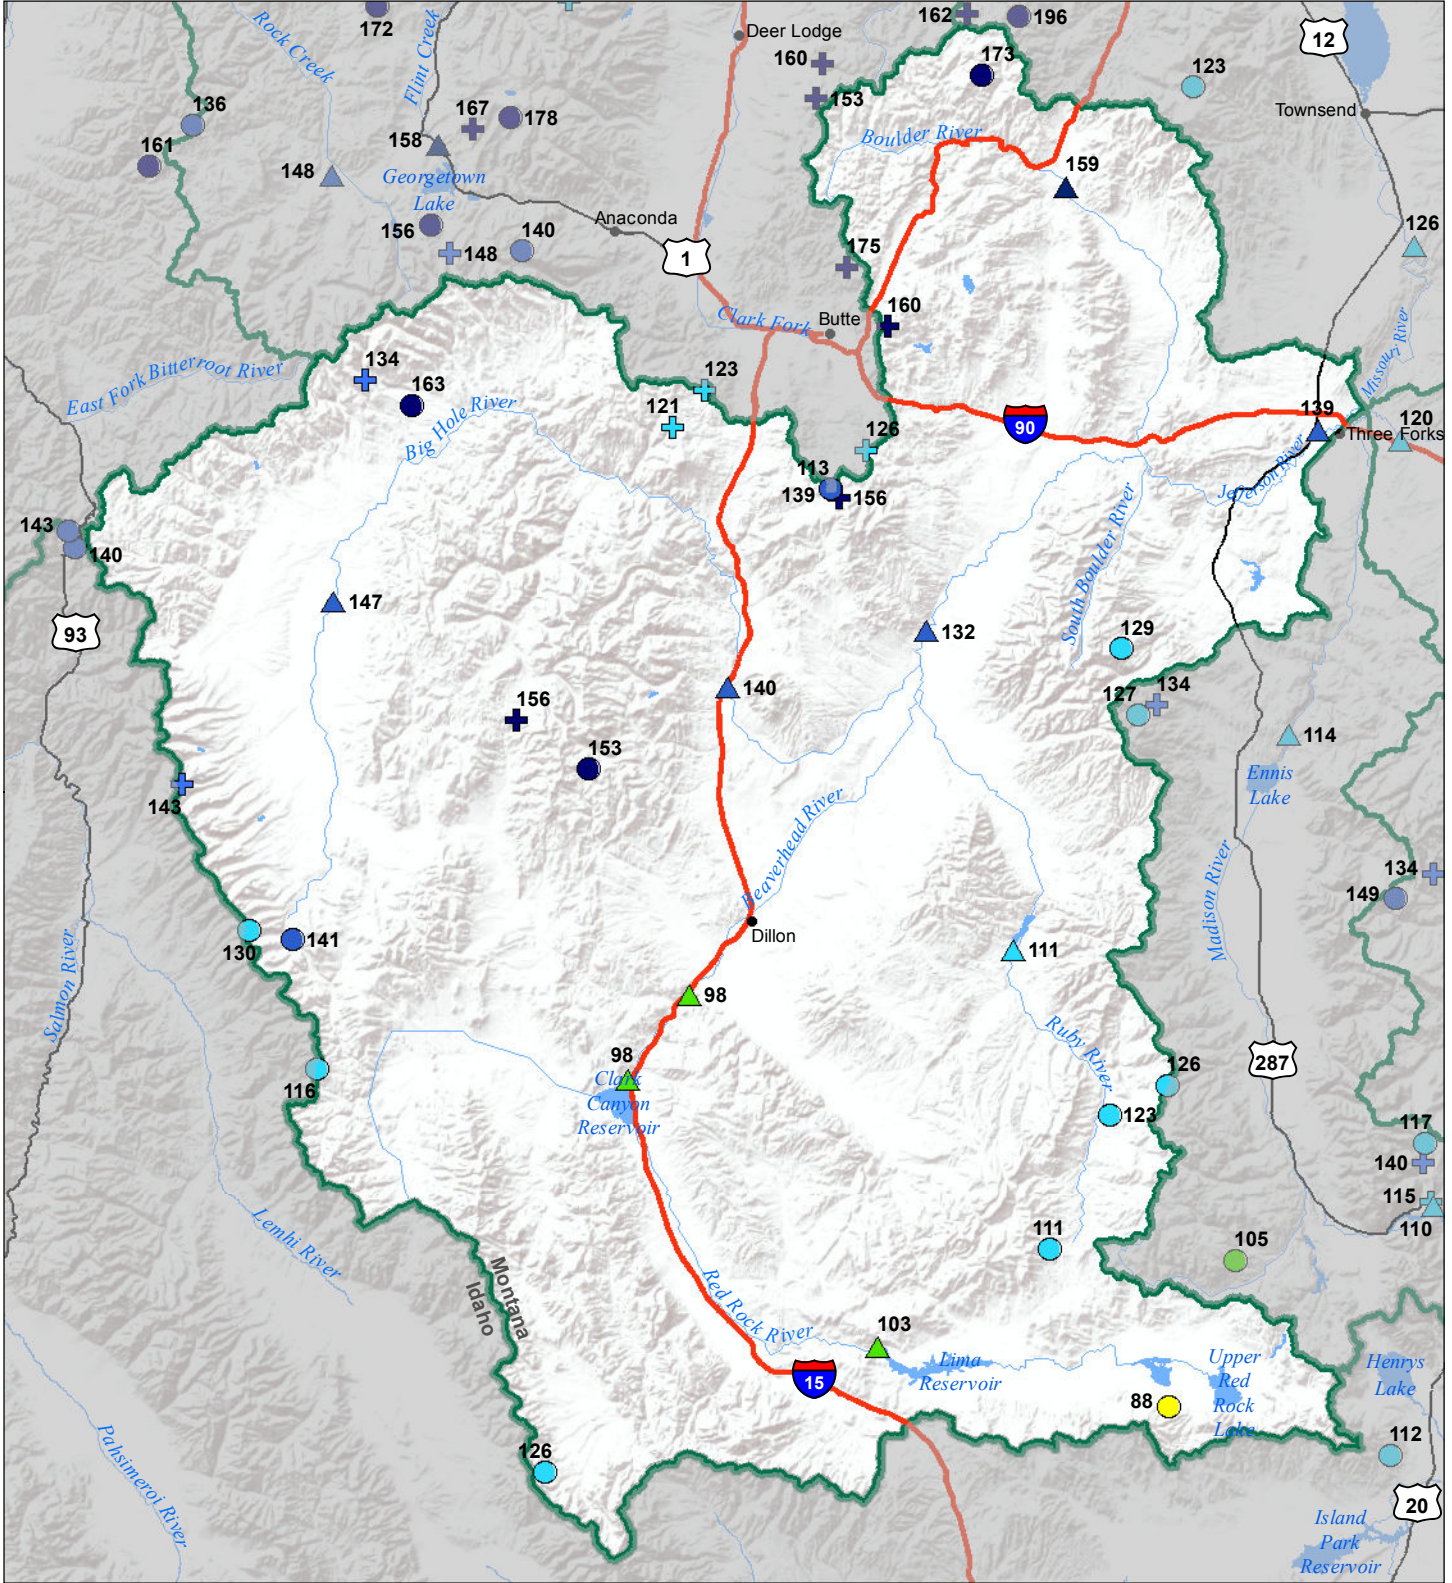 172
Rock Creek
Flint Creek
Deer Lodge
162
196
12
160
173
123
153
Townsend
136
167
178
158
Boulder River
161
148
Georgetown
Lake
159
156
148
140
Anaconda
1
175
126
Clark Fork
Butte
160
Missouri River
East Fork Bitterroot River
134
163
123
121
Big Hole River
90
139
120
Three Forks
126
113
139
156
Jefferson River
143
140
South Boulder River
93
147
132
129
140
127
134
156
114
153
Ennis
Lake
143
Beaverhead River
134
149
Madison River
Dillon
130
141
111
Salmon River
98
Ruby River
98
Clark
Canyon
Reservoir
116
126
287
123
117
140
115
110
Lemhi River
111
105
Montana
Idaho
Red Rock River
103
Lima
Reservoir
Upper
Red
Rock
Lake
Henrys
Lake
15
88
Pahsimeroi River
126
112
20
Island
Park
Reservoir